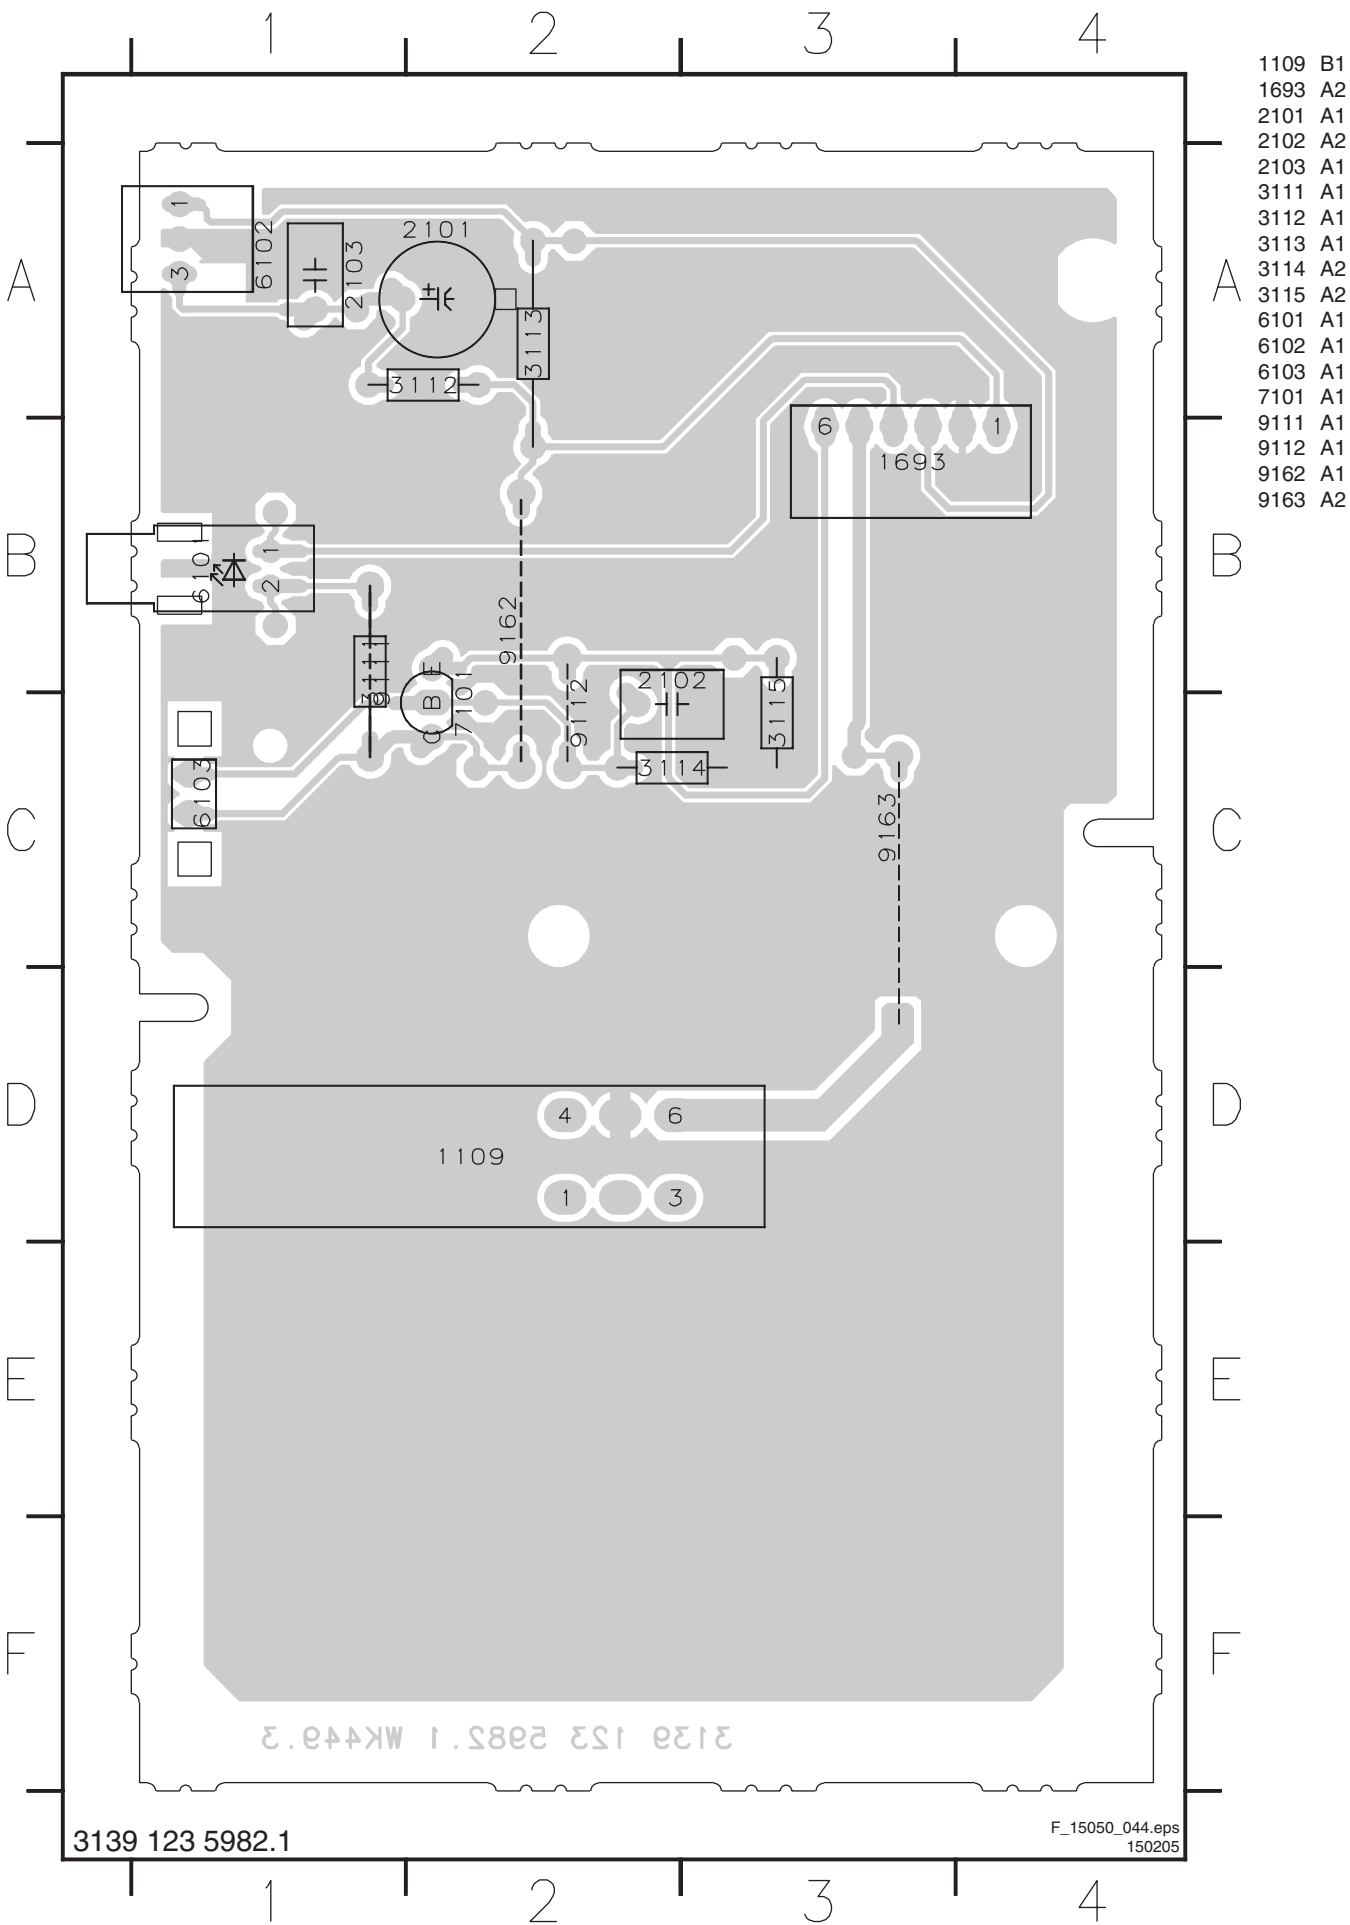 1 2 3 4
1109 B1
1693 A2
2101 A1
2102 A2
2103 A1
3111 A1
3112 A1
3113 A1
3114 A2
3115 A2
6101 A1
6102 A1
6103 A1
7101 A1
9111 A1
9112 A1
9162 A1
9163 A2
A
1
3
6102
2103
2101
+
3113
3112
A
6
1
1693
B
6101
1
2
9162
B
3111
E
B
C
7101
9112
2102
3115
3114
6103
C
9163
C
D
4 6
1109
1 3
D
E
E
F
F
3139 123 5982.1 WK449.3
3139 123 5982.1
F_15050_044.eps
150205
1 2 3 4